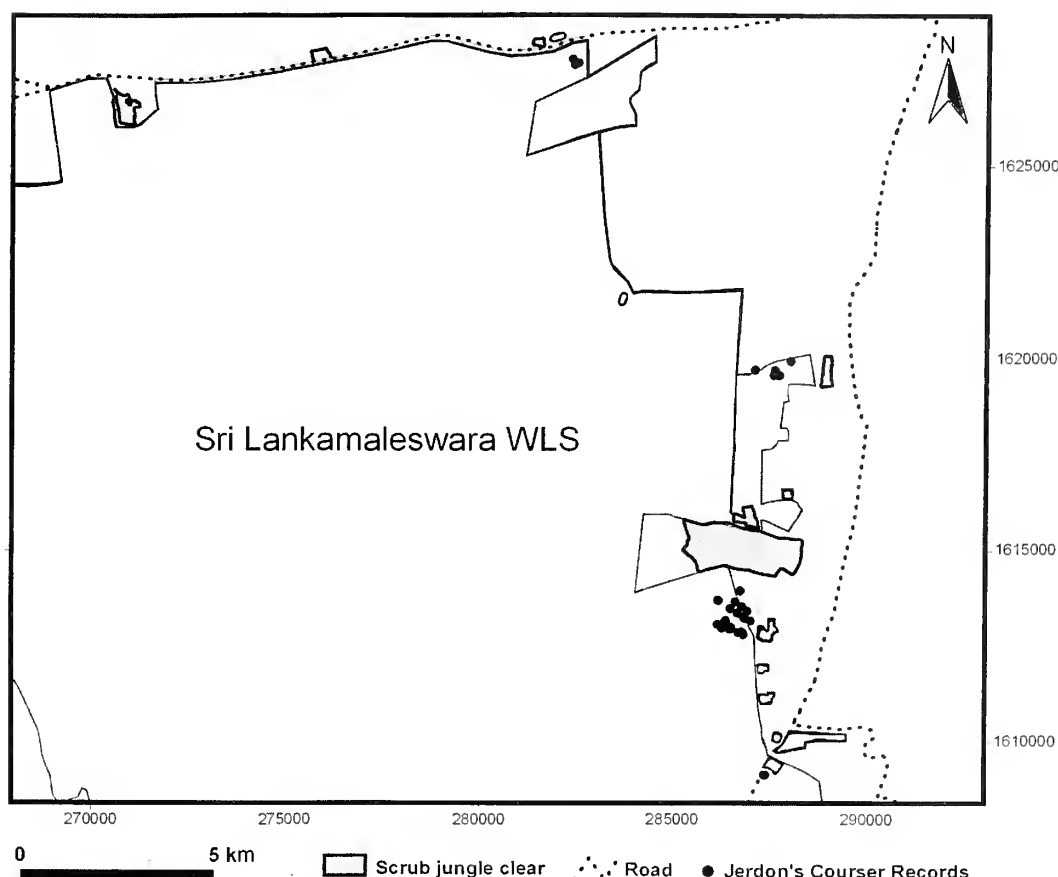 N
1625000
1620000
Sri Lankamaleswara WLS
1615000
1610000
270000 275000 280000 285000 290000
0 5 km Scrub jungle clear Road Jerdon's Courser Records